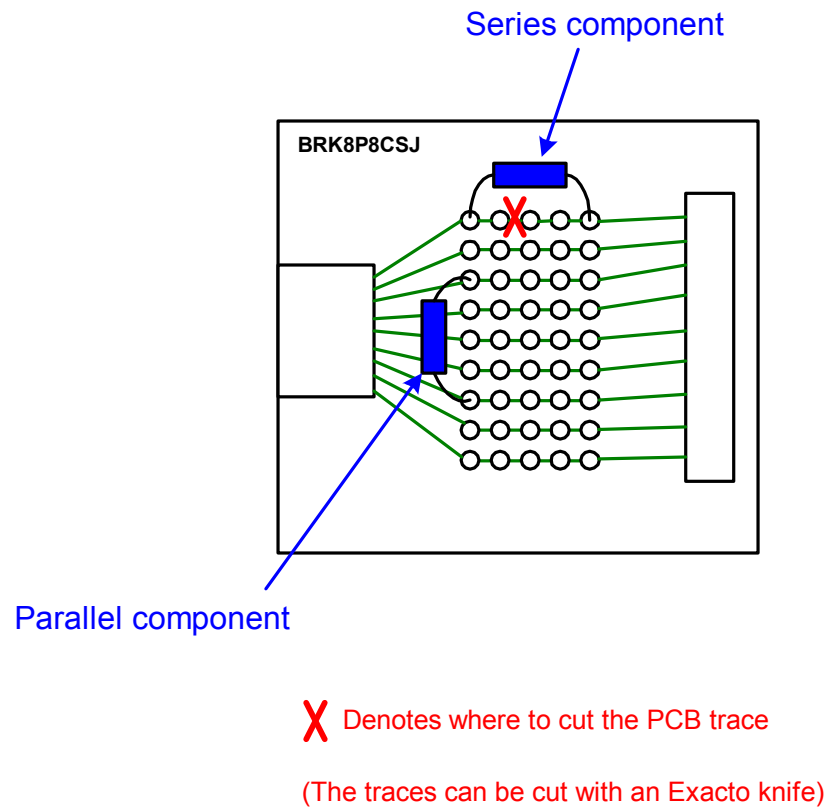 Series component
BRK8P8CSJ
Parallel component
X Denotes where to cut the PCB trace
(The traces can be cut with an Exacto knife)